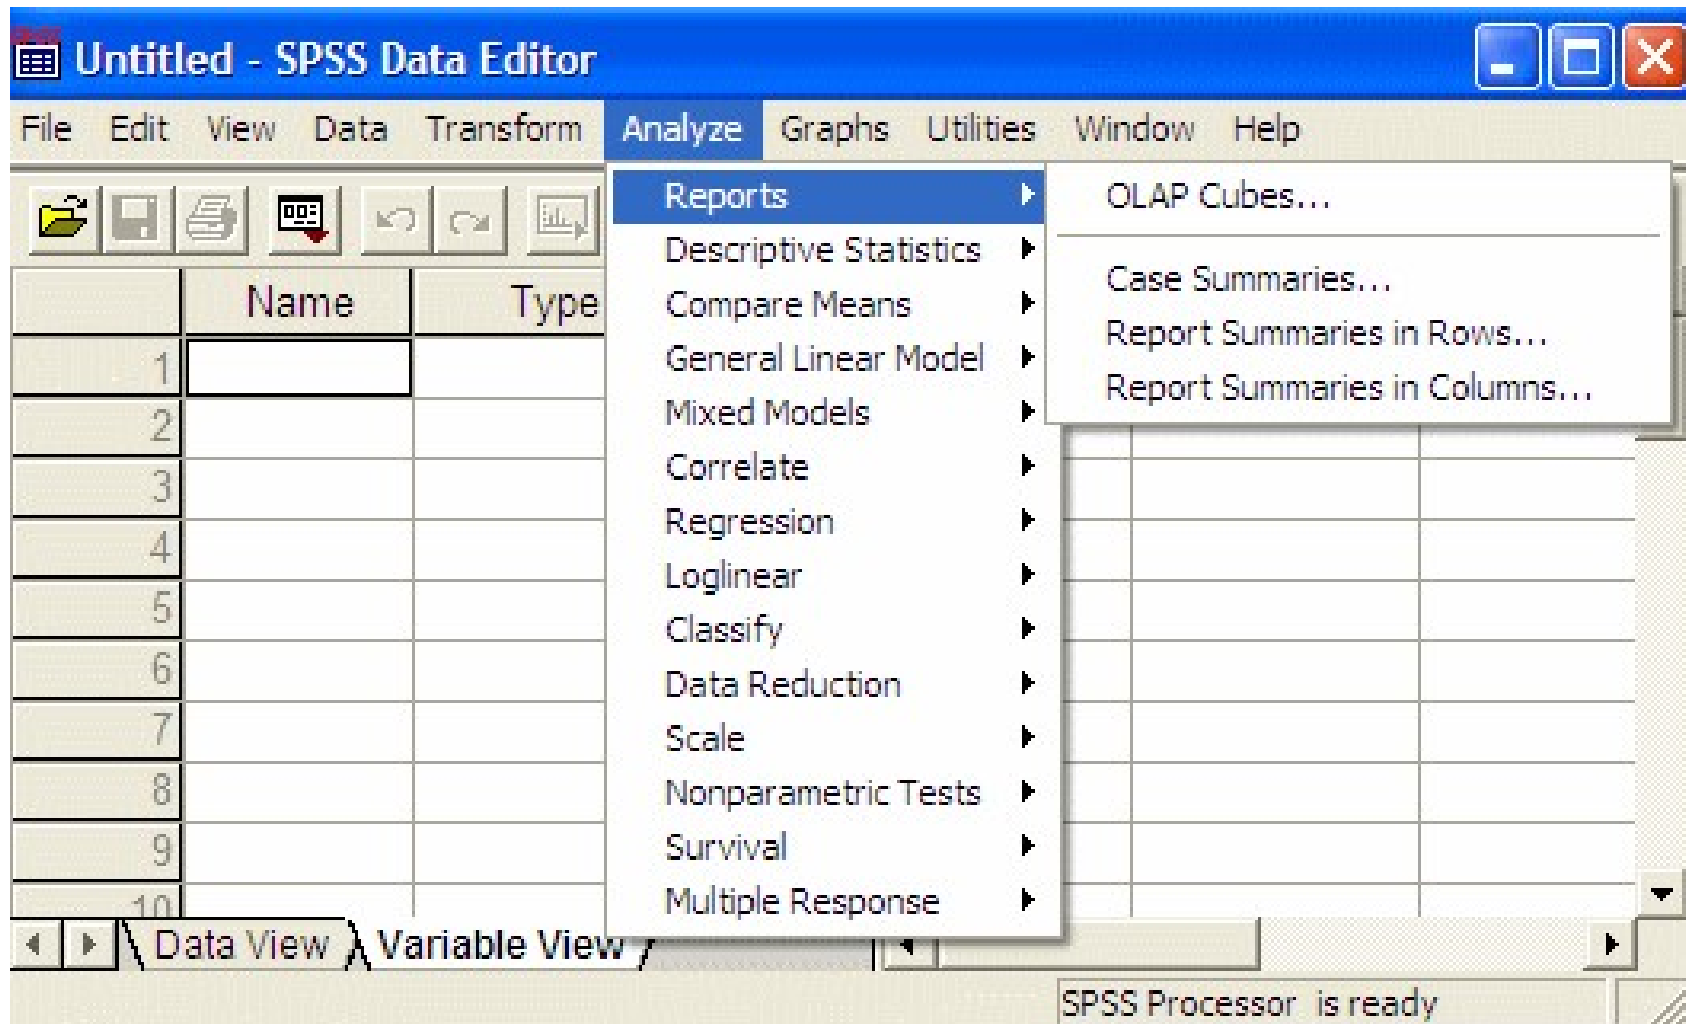 Untitled - SPSS Data Editor
File Edit View Data Transform Analyze Graphs Utilities Window Help
Reports
OLAP Cubes...
Case Summaries...
Report Summaries in Rows...
Report Summaries in Columns...
Descriptive Statistics
Compare Means
General Linear Model
Mixed Models
Correlate
Regression
Loglinear
Classify
Data Reduction
Scale
Nonparametric Tests
Survival
Multiple Response
Name Type
1
2
3
4
5
6
7
8
9
10
Data View Variable View
SPSS Processor is ready